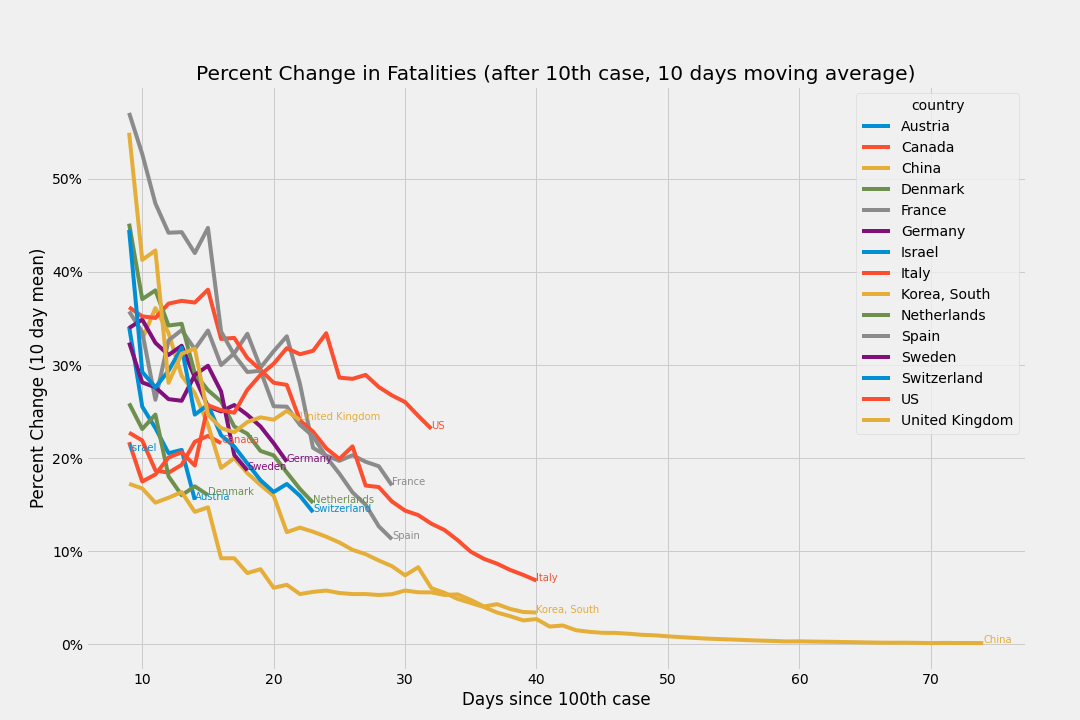 Percent Change in Fatalities (after 10th case, 10 days moving average)
country
Austria
Canada
China
Denmark
France
Germany
Israel
Italy
Korea, South
Netherlands
Spain
Sweden
Switzerland
US
United Kingdom
Percent Change (10 day mean)
50%
40%
30%
20%
10%
0%
United Kingdom
US
Canada
Israel
Germany
Sweden
France
Denmark
Austria
Netherlands
Switzerland
Spain
Italy
Korea, South
China
10
20
30
40
50
60
70
Days since 100th case